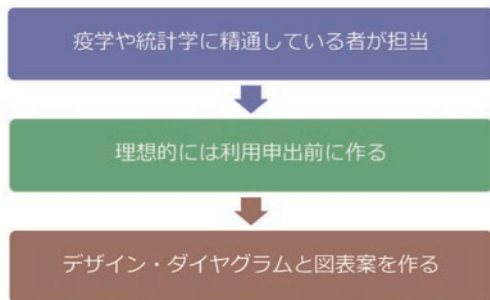 疫学や統計学に精通している者が担当
理想的には利用申出前に作る
デザイン・ダイヤグラムと図表案を作る